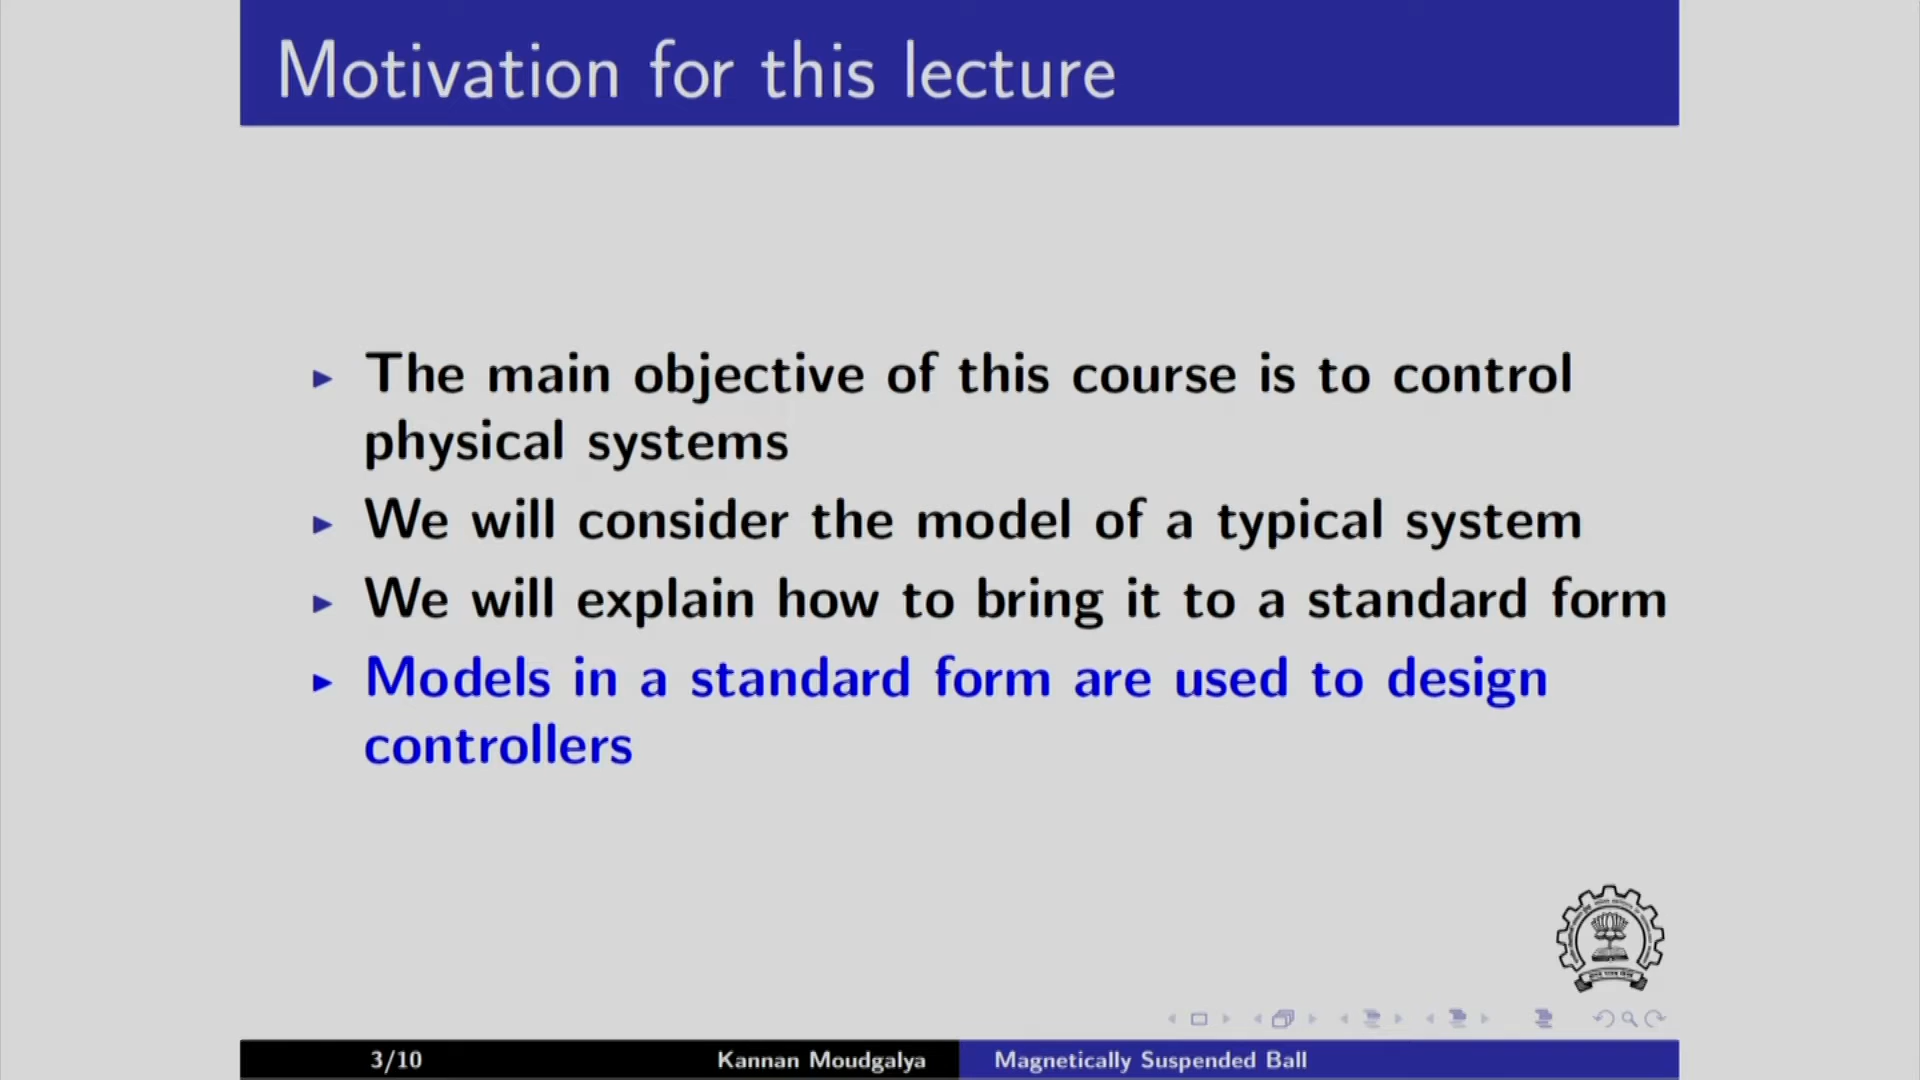 Motivation for this lecture
The main objective of this course is to control
physical systems
We will consider the model of a typical system
We will explain how to bring it to a standard form
Models in a standard form are used to design
controllers
3/10 Kannan Moudgalya Magnetically Suspended Ball